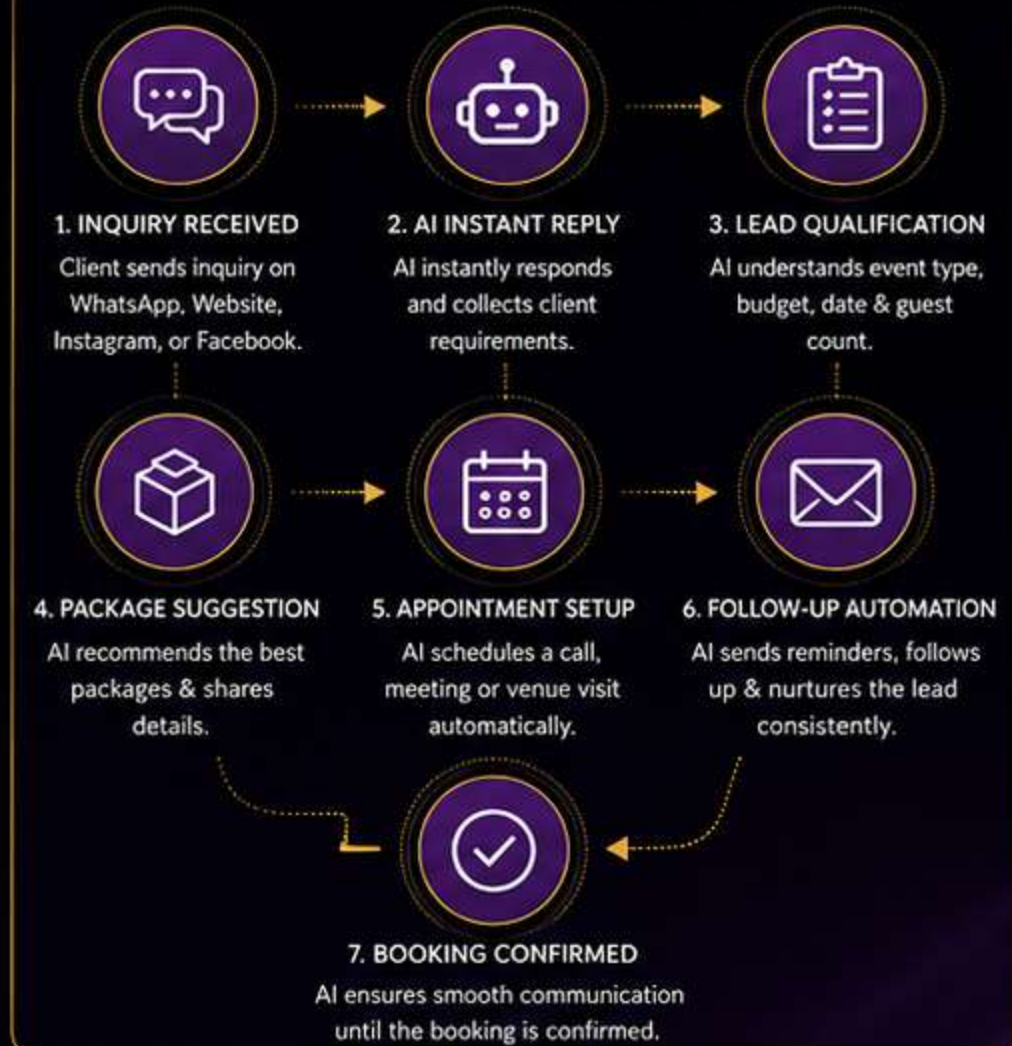 1. INQUIRY RECEIVED
Client sends inquiry on
WhatsApp, Website,
Instagram, or Facebook.
2. AI INSTANT REPLY
AI instantly responds
and collects client
requirements.
3. LEAD QUALIFICATION
AI understands event type,
budget, date & guest
count.
4. PACKAGE SUGGESTION
AI recommends the best
packages & shares
details.
5. APPOINTMENT SETUP
AI schedules a call,
meeting or venue visit
automatically.
6. FOLLOW-UP AUTOMATION
AI sends reminders, follows
up & nurtures the lead
consistently.
7. BOOKING CONFIRMED
AI ensures smooth communication
until the booking is confirmed.